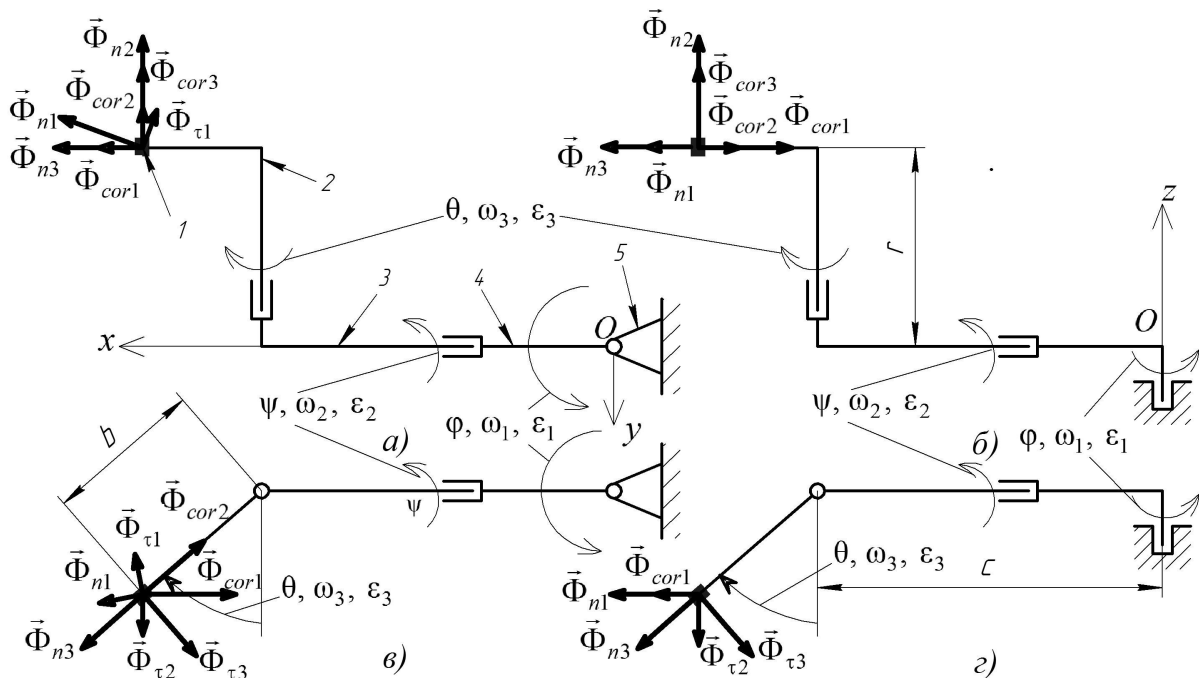 Φ⃗n2
Φ⃗cor3
Φ⃗cor2
Φ⃗n1
Φ⃗τ1
Φ⃗n3
Φ⃗cor1
1
2
θ, ω3, ε3
3
4
5
O
x
y
ψ, ω2, ε2
φ, ω1, ε1
а)
Φ⃗n2
Φ⃗cor3
Φ⃗cor2
Φ⃗cor1
Φ⃗n3
Φ⃗n1
r
z
O
ψ, ω2, ε2
φ, ω1, ε1
б)
b
Φ⃗cor2
Φ⃗τ1
ψ
Φ⃗n1
Φ⃗cor1
θ, ω3, ε3
Φ⃗n3
Φ⃗τ2
Φ⃗τ3
в)
Φ⃗cor1
Φ⃗n1
θ, ω3, ε3
c
Φ⃗n3
Φ⃗τ2
Φ⃗τ3
г)